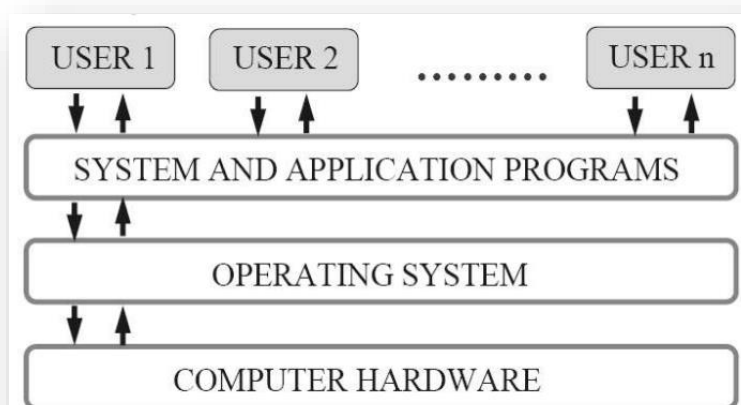 USER 1
USER 2
.........
USER n
SYSTEM AND APPLICATION PROGRAMS
OPERATING SYSTEM
COMPUTER HARDWARE